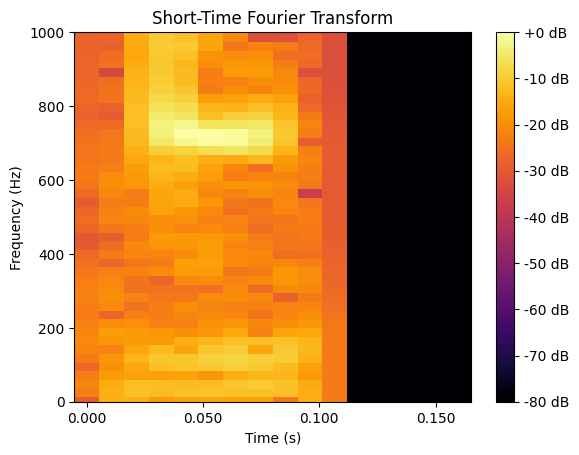 Short-Time Fourier Transform
1000
800
600
400
200
0
Frequency (Hz)
0.000
0.050
0.100
0.150
Time (s)
+0 dB
-10 dB
-20 dB
-30 dB
-40 dB
-50 dB
-60 dB
-70 dB
-80 dB